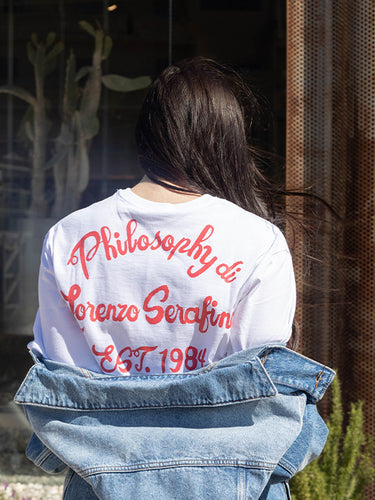 Philosophy di
Lorenzo Serafini
EST. 1984